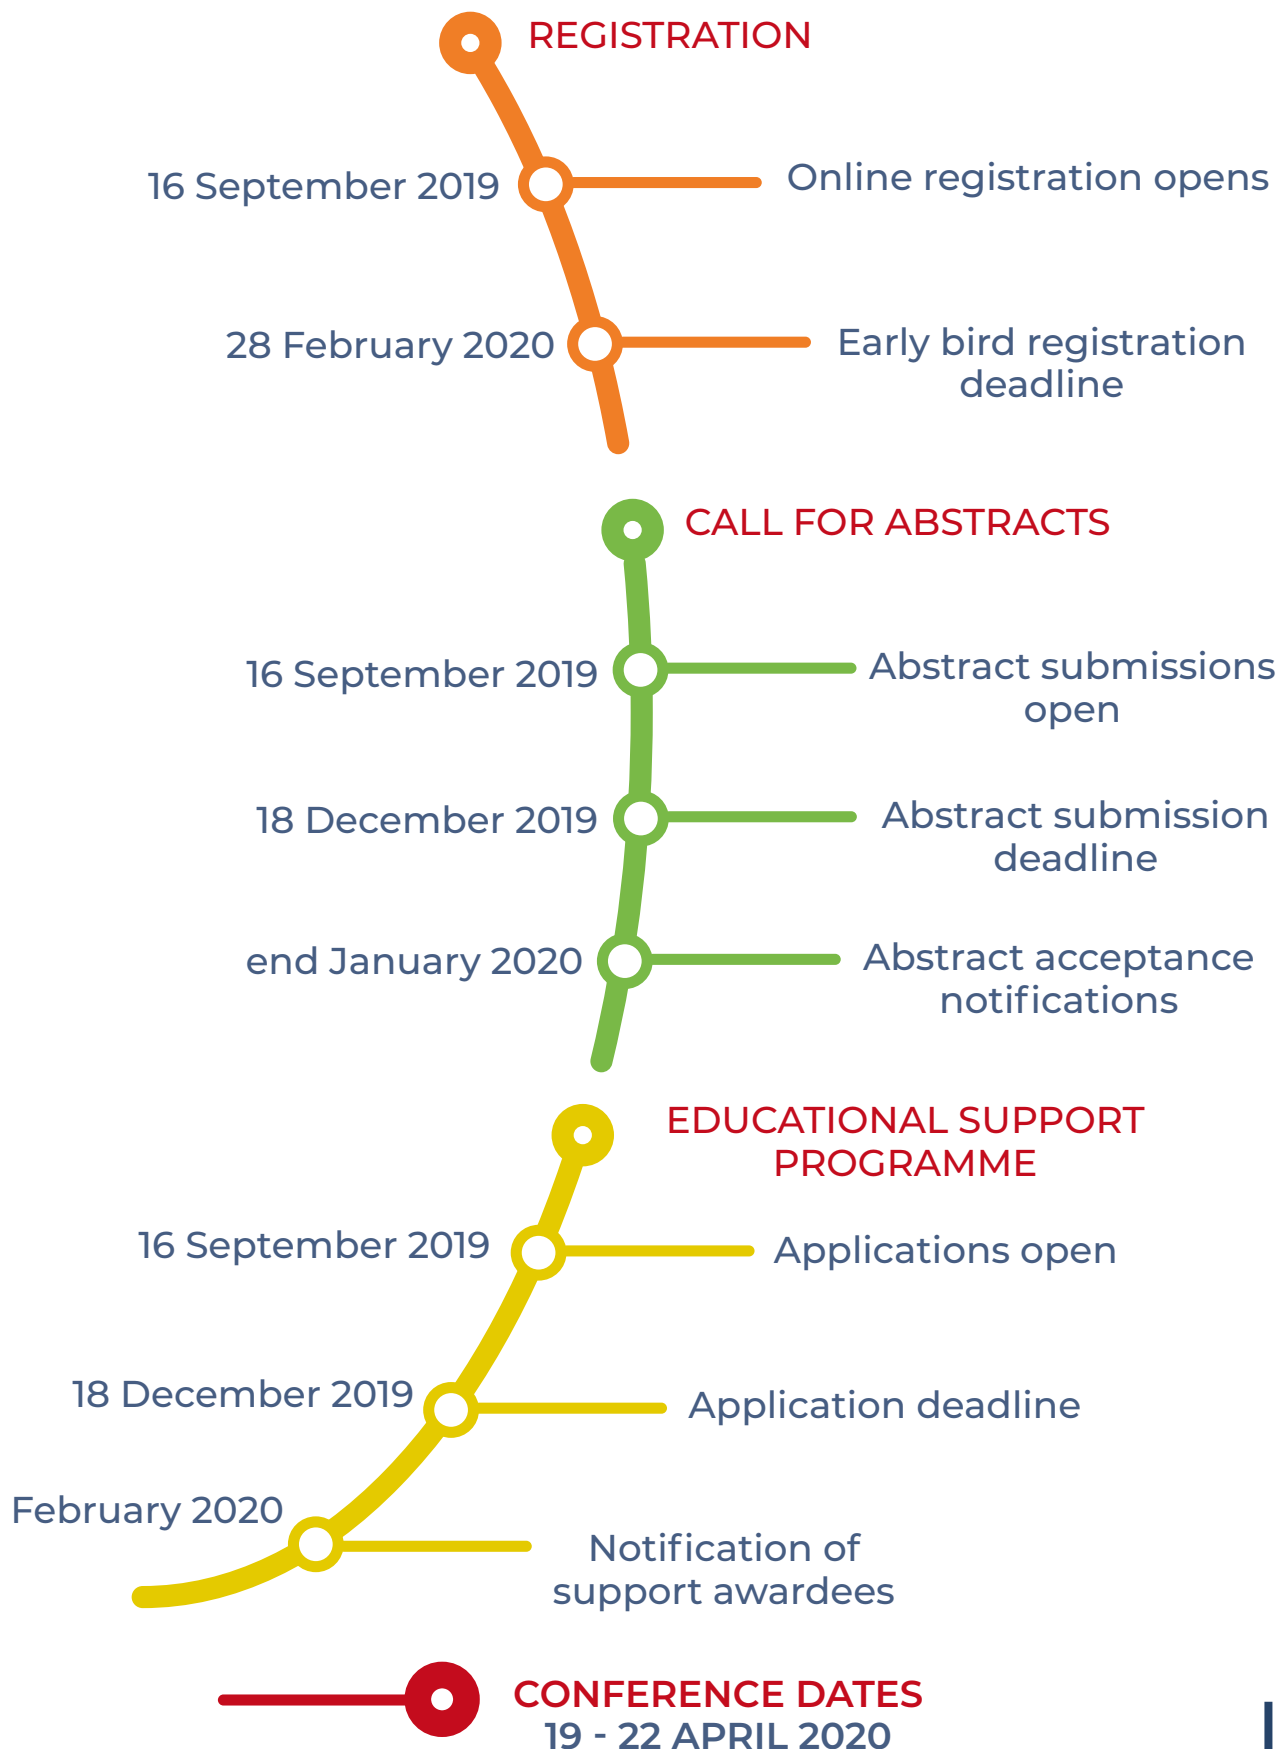 REGISTRATION
16 September 2019
Online registration opens
28 February 2020
Early bird registration
deadline
CALL FOR ABSTRACTS
16 September 2019
Abstract submissions
open
18 December 2019
Abstract submission
deadline
end January 2020
Abstract acceptance
notifications
EDUCATIONAL SUPPORT
PROGRAMME
16 September 2019
Applications open
18 December 2019
Application deadline
February 2020
Notification of
support awardees
CONFERENCE DATES
19 - 22 APRIL 2020